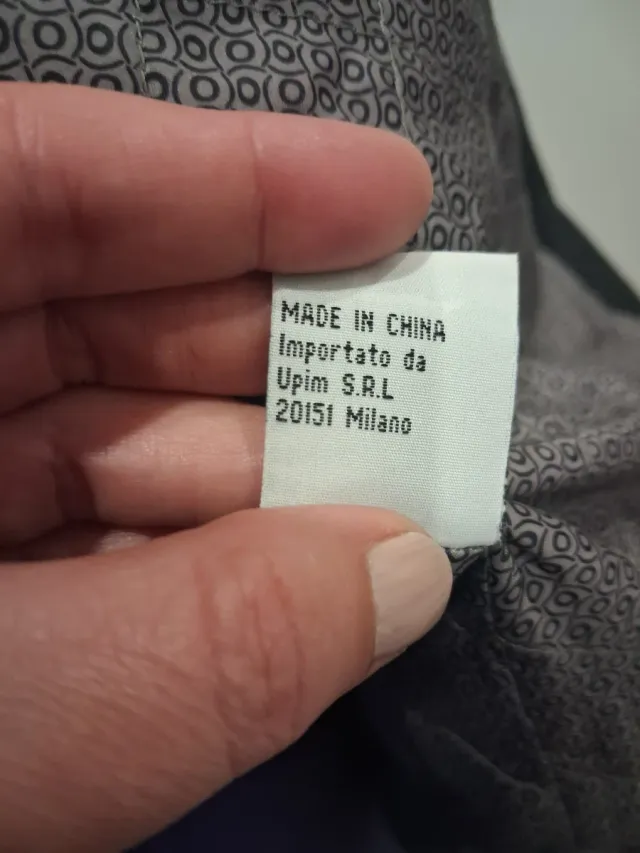 MADE IN CHINA
Importato da
Upim S.R.L
20151 Milano